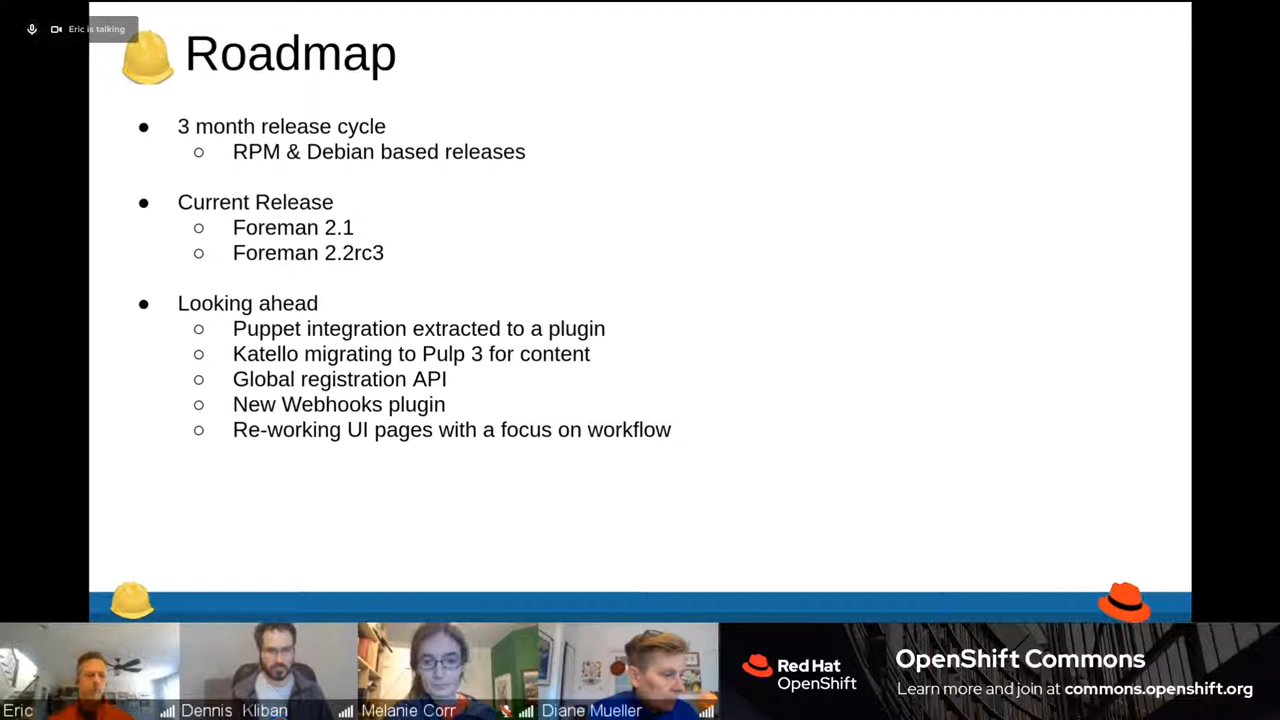 Eric is talking
Roadmap
3 month release cycle
RPM & Debian based releases
Current Release
Foreman 2.1
Foreman 2.2rc3
Looking ahead
Puppet integration extracted to a plugin
Katello migrating to Pulp 3 for content
Global registration API
New Webhooks plugin
Re-working UI pages with a focus on workflow
Eric
Dennis Kliban
Melanie Corr
Diane Mueller
Red Hat
OpenShift
OpenShift Commons
Learn more and join at commons.openshift.org